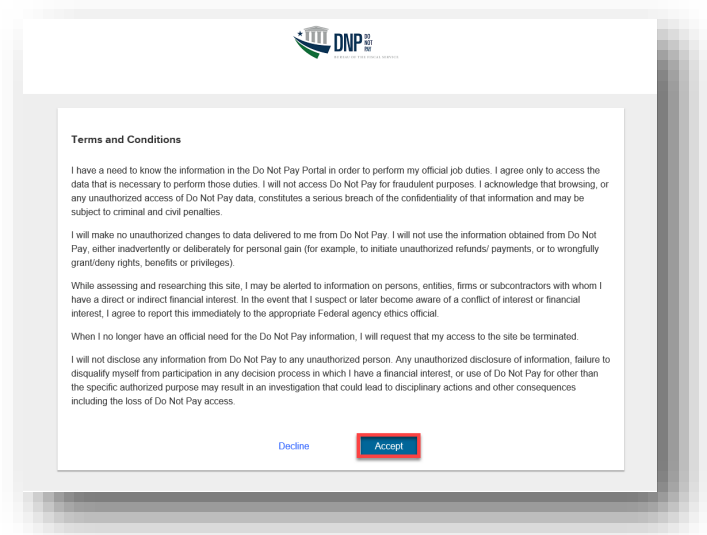 DNP DO
NOT
PAY
BUREAU OF THE FISCAL SERVICE
Terms and Conditions
I have a need to know the information in the Do Not Pay Portal in order to perform my official job duties. I agree only to access the
data that is necessary to perform those duties. I will not access Do Not Pay for fraudulent purposes. I acknowledge that browsing, or
any unauthorized access of Do Not Pay data, constitutes a serious breach of the confidentiality of that information and may be
subject to criminal and civil penalties.
I will make no unauthorized changes to data delivered to me from Do Not Pay. I will not use the information obtained from Do Not
Pay, either inadvertently or deliberately for personal gain (for example, to initiate unauthorized refunds/ payments, or to wrongfully
grant/deny rights, benefits or privileges).
While assessing and researching this site, I may be alerted to information on persons, entities, firms or subcontractors with whom I
have a direct or indirect financial interest. In the event that I suspect or later become aware of a conflict of interest or financial
interest, I agree to report this immediately to the appropriate Federal agency ethics official.
When I no longer have an official need for the Do Not Pay information, I will request that my access to the site be terminated.
I will not disclose any information from Do Not Pay to any unauthorized person. Any unauthorized disclosure of information, failure to
disqualify myself from participation in any decision process in which I have a financial interest, or use of Do Not Pay for other than
the specific authorized purpose may result in an investigation that could lead to disciplinary actions and other consequences
including the loss of Do Not Pay access.
Decline Accept